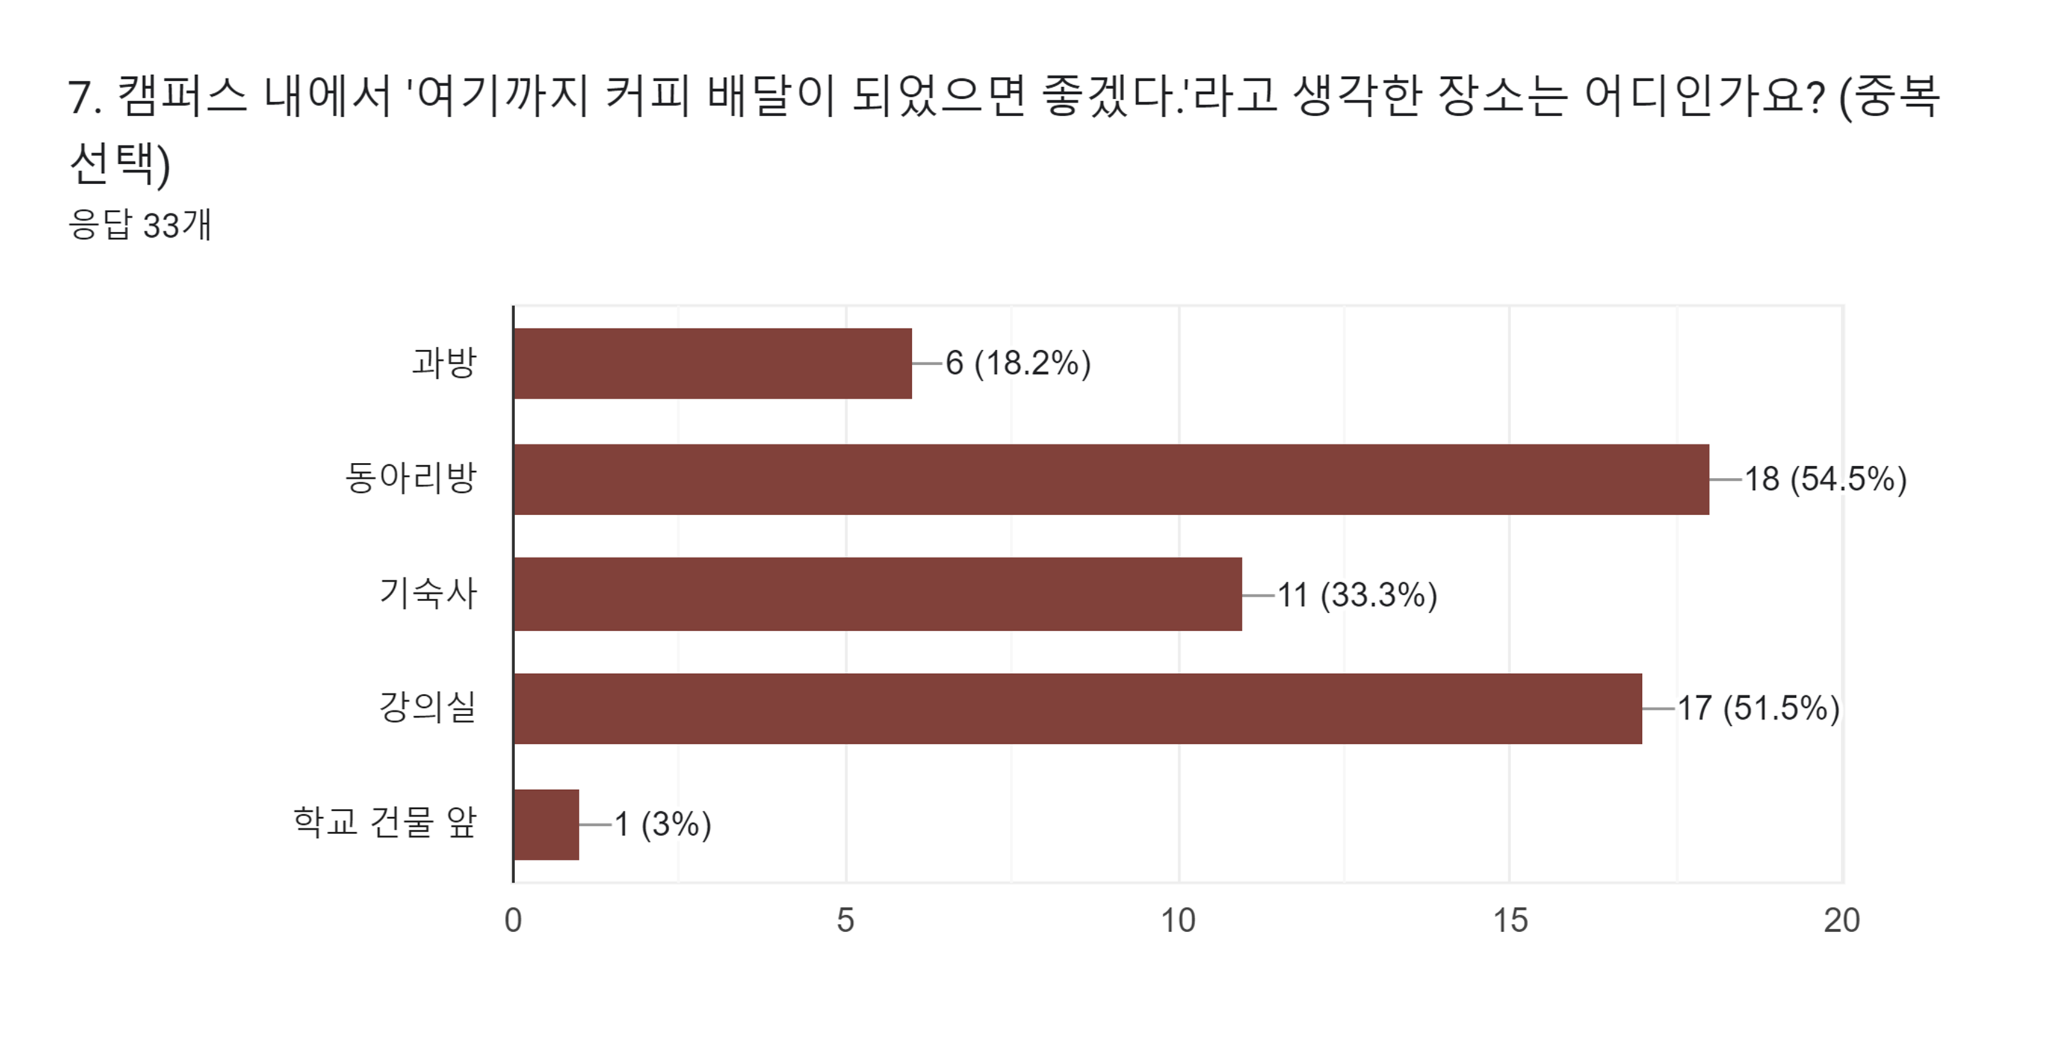 7. 캠퍼스 내에서 '여기까지 커피 배달이 되었으면 좋겠다.'라고 생각한 장소는 어디인가요? (중복
선택)
응답 33개
과방
6 (18.2%)
동아리방
18 (54.5%)
기숙사
11 (33.3%)
강의실
17 (51.5%)
학교 건물 앞
1 (3%)
0 5 10 15 20